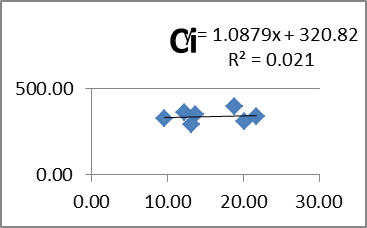 Ci
y = 1.0879x + 320.82
R² = 0.021
500.00
0.00
0.00 10.00 20.00 30.00